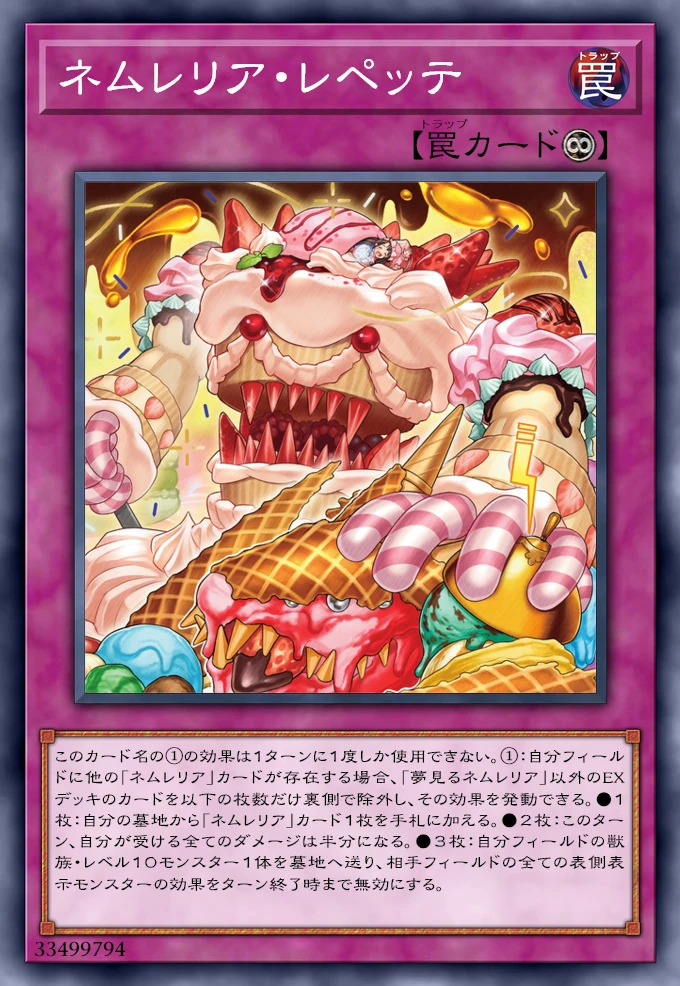 ネムレリア・レペッテ
トラップ
罠
トラップ
【罠カード♾】
このカード名の①の効果は1ターンに1度しか使用できない。①：自分フィール
ドに他の「ネムレリア」カードが存在する場合、「夢見るネムレリア」以外のEX
デッキのカードを以下の枚数だけ裏側で除外し、その効果を発動できる。●1
枚：自分の墓地から「ネムレリア」カード1枚を手札に加える。●2枚：このター
ン、自分が受ける全てのダメージは半分になる。●3枚：自分フィールドの獣
族・レベル10モンスター1体を墓地へ送り、相手フィールドの全ての表側表
示モンスターの効果をターン終了時まで無効にする。
33499794